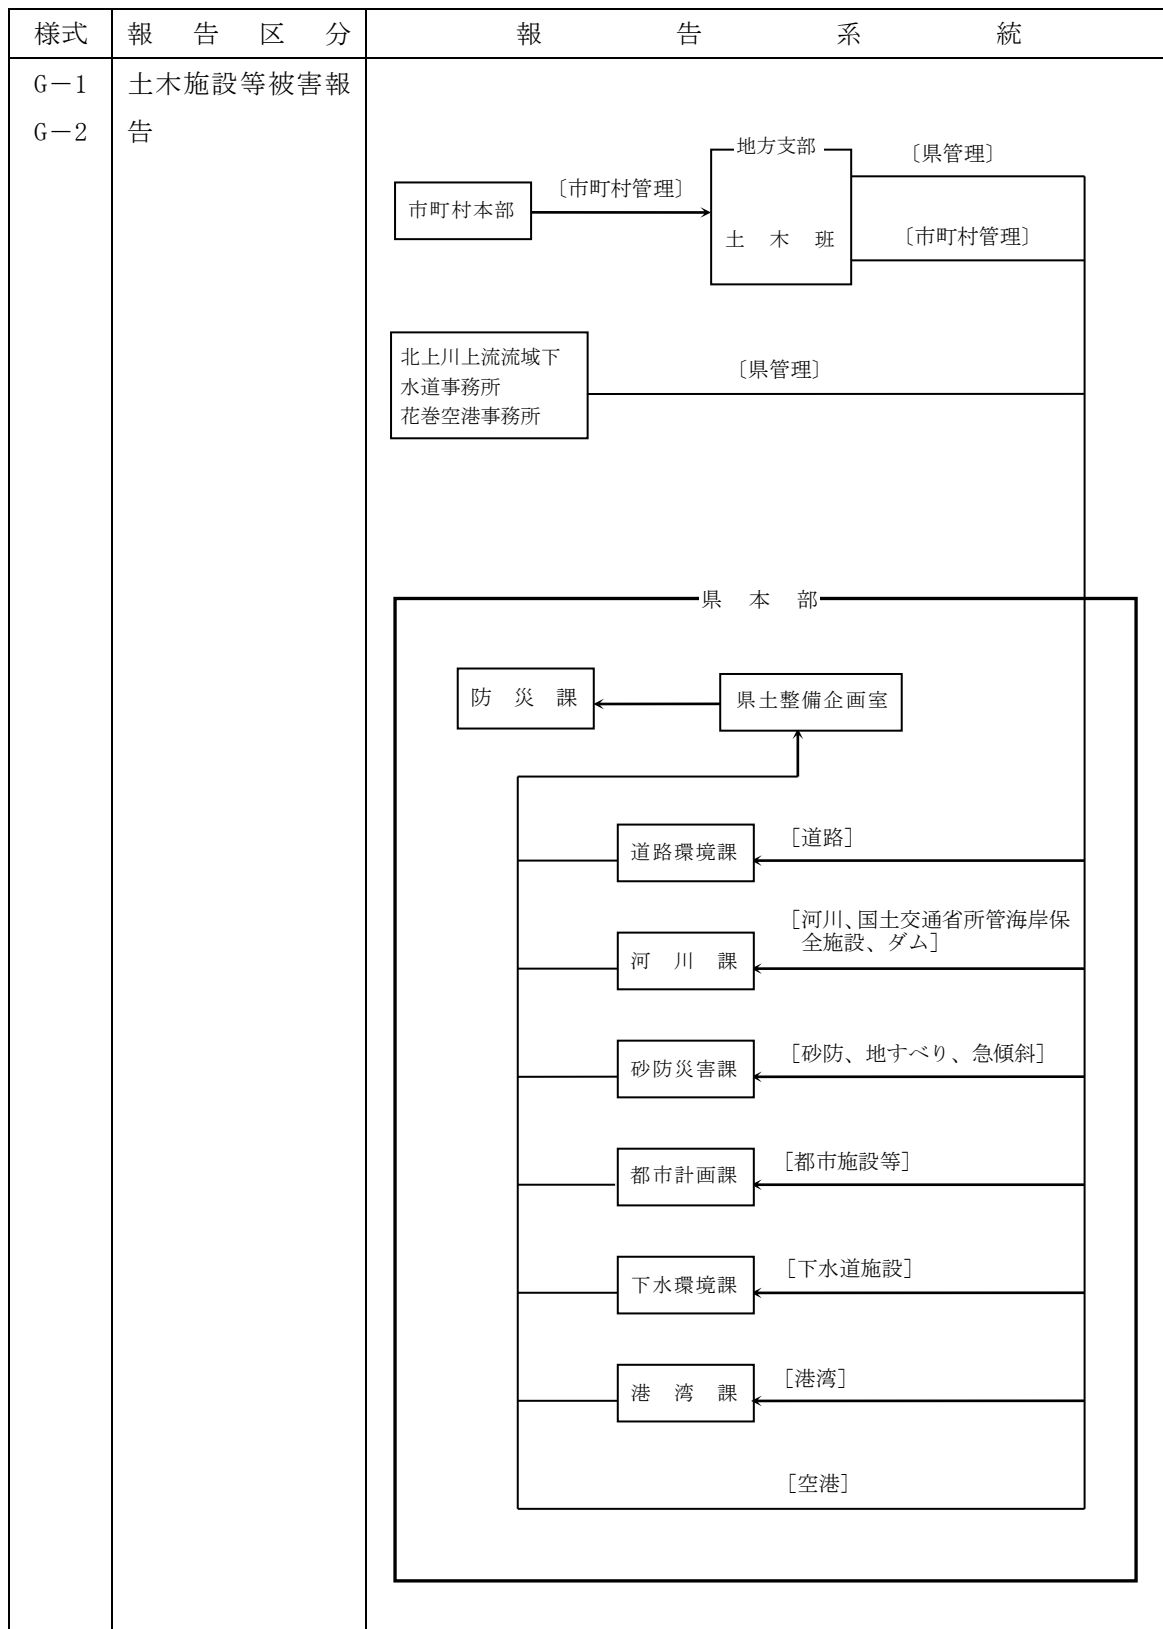 様式
報告区分
報告系統
G－1
土木施設等被害報
G－2
告
地方支部
〔県管理〕
〔市町村管理〕
市町村本部
土木班
〔市町村管理〕
北上川上流流域下
水道事務所
花巻空港事務所
〔県管理〕
県本部
防災課
県土整備企画室
道路環境課
［道路］
［河川、国土交通省所管海岸保
全施設、ダム］
河川課
砂防災害課
［砂防、地すべり、急傾斜］
都市計画課
［都市施設等］
下水環境課
［下水道施設］
港湾課
［港湾］
［空港］